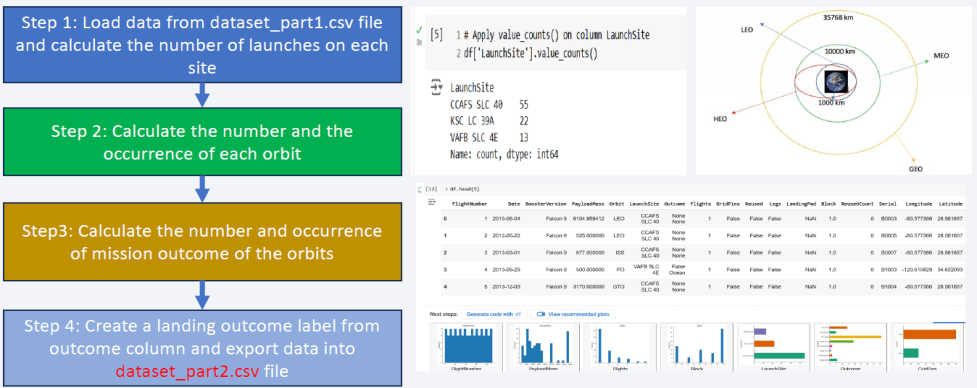 Step 1: Load data from dataset_part1.csv file
and calculate the number of launches on each
site
Step 2: Calculate the number and the
occurrence of each orbit
Step3: Calculate the number and occurrence
of mission outcome of the orbits
Step 4: Create a landing outcome label from
outcome column and export data into
dataset_part2.csv file
[5] 1 # Apply value_counts() on column LaunchSite
0s 2 df['LaunchSite'].value_counts()
LaunchSite
CCAFS SLC 40 55
KSC LC 39A 22
VAFB SLC 4E 13
Name: count, dtype: int64
35768 km
LEO
10000 km
MEO
1000 km
HEO
GEO
[12] 1 df.head(5)
FlightNumber Date BoosterVersion PayloadMass Orbit LaunchSite Outcome Flights GridFins Reused Legs LandingPad Block ReusedCount Serial Longitude Latitude
0 1 2010-06-04 Falcon 9 6104.959412 LEO CCAFS SLC 40 None None 1 False False False NaN 1.0 0 B0003 -80.577366 28.561857
1 2 2012-05-22 Falcon 9 525.000000 LEO CCAFS SLC 40 None None 1 False False False NaN 1.0 0 B0005 -80.577366 28.561857
2 3 2013-03-01 Falcon 9 677.000000 ISS CCAFS SLC 40 None None 1 False False False NaN 1.0 0 B0007 -80.577366 28.561857
3 4 2013-09-29 Falcon 9 500.000000 PO VAFB SLC 4E False Ocean 1 False False False NaN 1.0 0 B1003 -120.610829 34.632093
4 5 2013-12-03 Falcon 9 3170.000000 GTO CCAFS SLC 40 None None 1 False False False NaN 1.0 0 B1004 -80.577366 28.561857
Next steps: Generate code with df View recommended plots
FlightNumber PayloadMass Flights Block LaunchSite Outcome GridFins